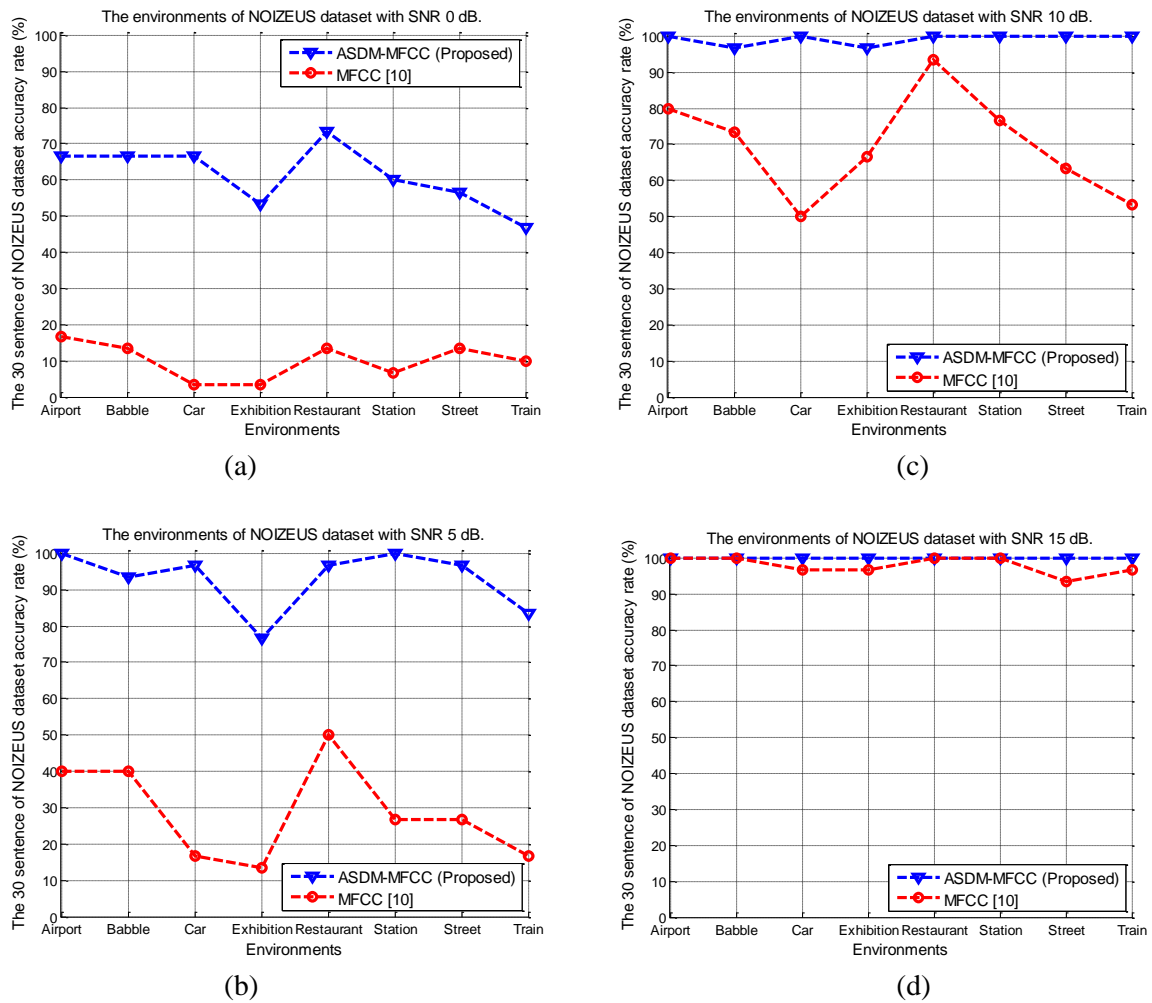 The environments of NOIZEUS dataset with SNR 0 dB.
The 30 sentence of NOIZEUS dataset accuracy rate (%)
100
90
80
70
60
50
40
30
20
10
0
ASDM-MFCC (Proposed)
MFCC [10]
Airport Babble Car Exhibition Restaurant Station Street Train
Environments
(a)
The environments of NOIZEUS dataset with SNR 10 dB.
The 30 sentence of NOIZEUS dataset accuracy rate (%)
100
90
80
70
60
50
40
30
20
10
0
ASDM-MFCC (Proposed)
MFCC [10]
Airport Babble Car Exhibition Restaurant Station Street Train
Environments
(c)
The environments of NOIZEUS dataset with SNR 5 dB.
The 30 sentence of NOIZEUS dataset accuracy rate (%)
100
90
80
70
60
50
40
30
20
10
0
ASDM-MFCC (Proposed)
MFCC [10]
Airport Babble Car Exhibition Restaurant Station Street Train
Environments
(b)
The environments of NOIZEUS dataset with SNR 15 dB.
The 30 sentence of NOIZEUS dataset accuracy rate (%)
100
90
80
70
60
50
40
30
20
10
0
ASDM-MFCC (Proposed)
MFCC [10]
Airport Babble Car Exhibition Restaurant Station Street Train
Environments
(d)